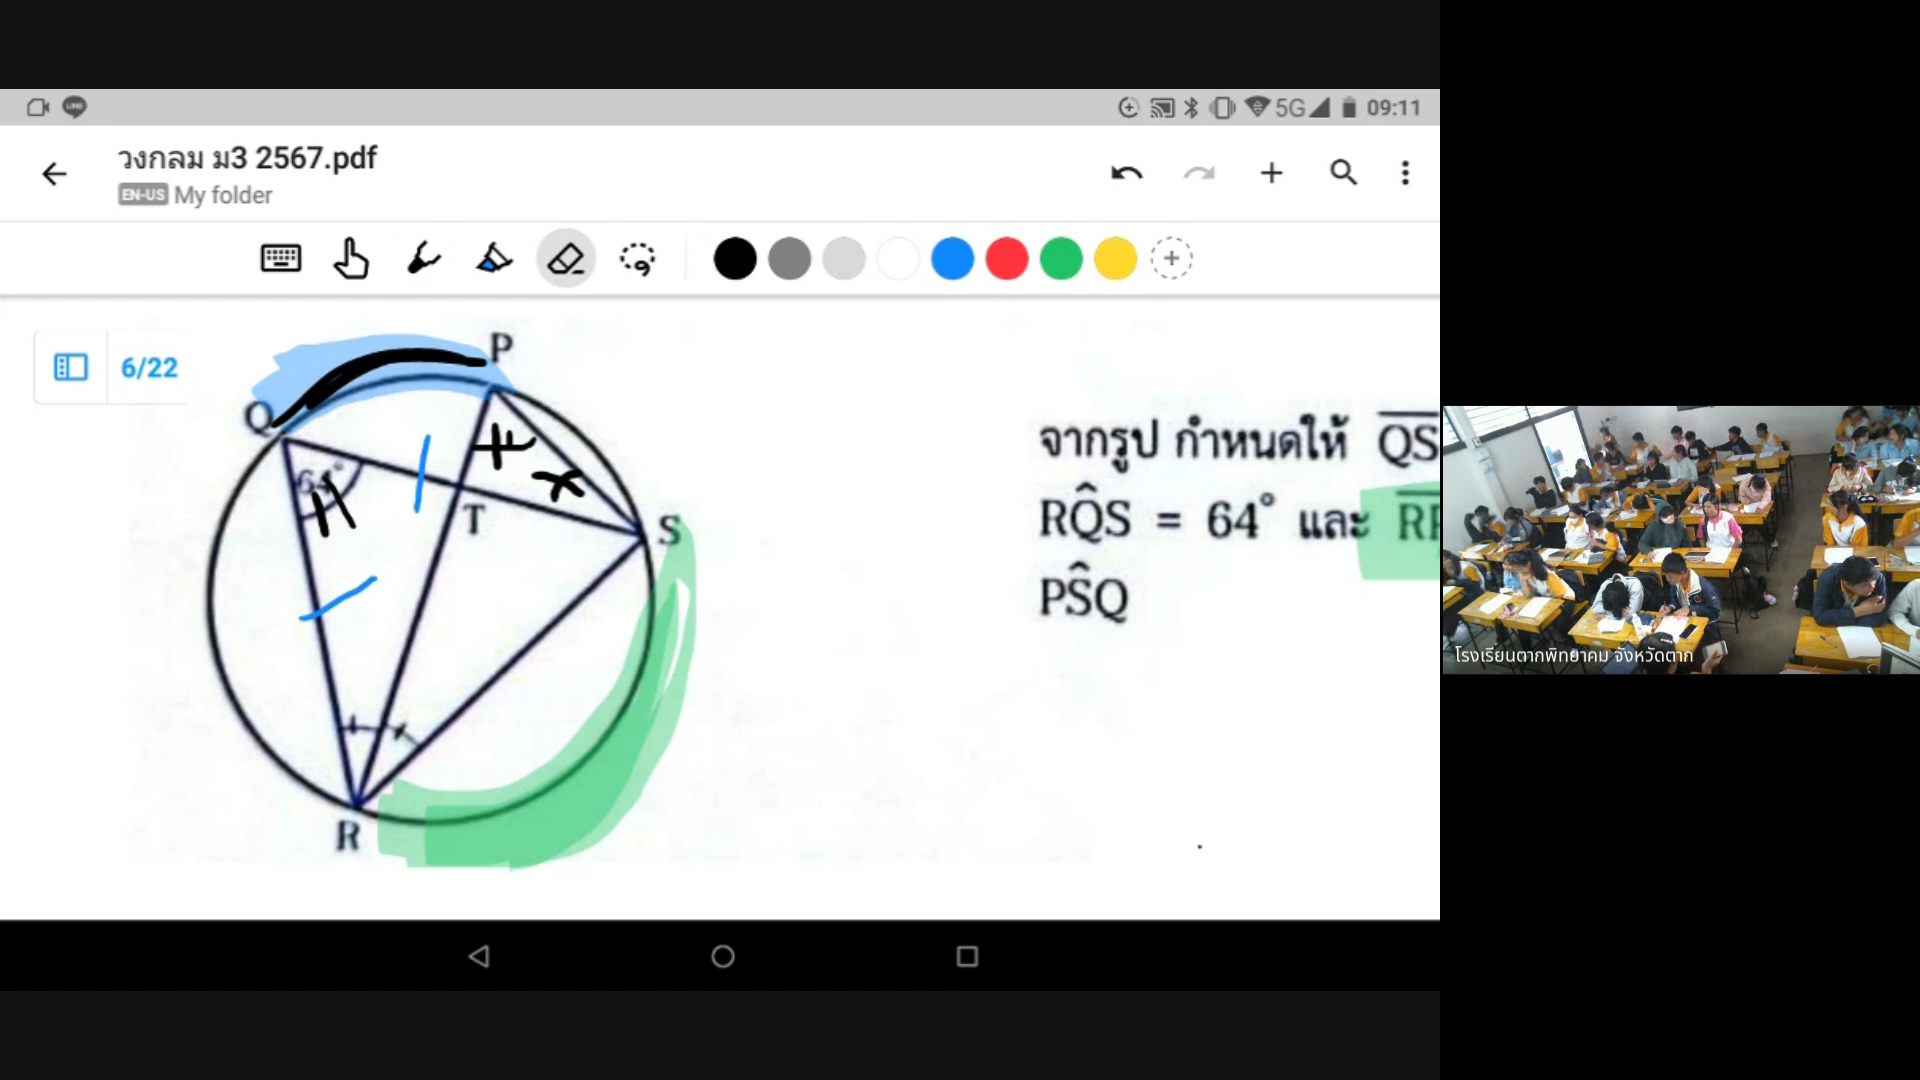 LINE
5G 09:11
วงกลม ม3 2567.pdf
EN-US My folder
6/22
P
Q
64°
T
S
R
x
จากรูป กำหนดให้ QS
RQ̂S = 64° และ
PŜQ
โรงเรียนตากพิทยาคม จังหวัดตาก